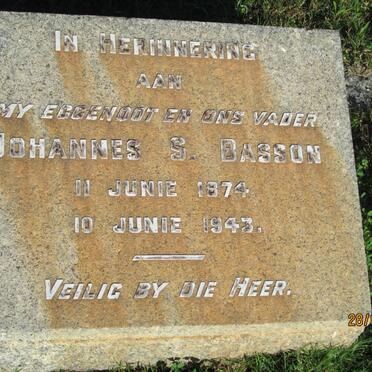 IN HERINNERING
AAN
MY EGGENOOT EN ONS VADER
JOHANNES S. BASSON
11 JUNIE 1874.
10 JUNIE 1943.
VEILIG BY DIE HEER.
28/